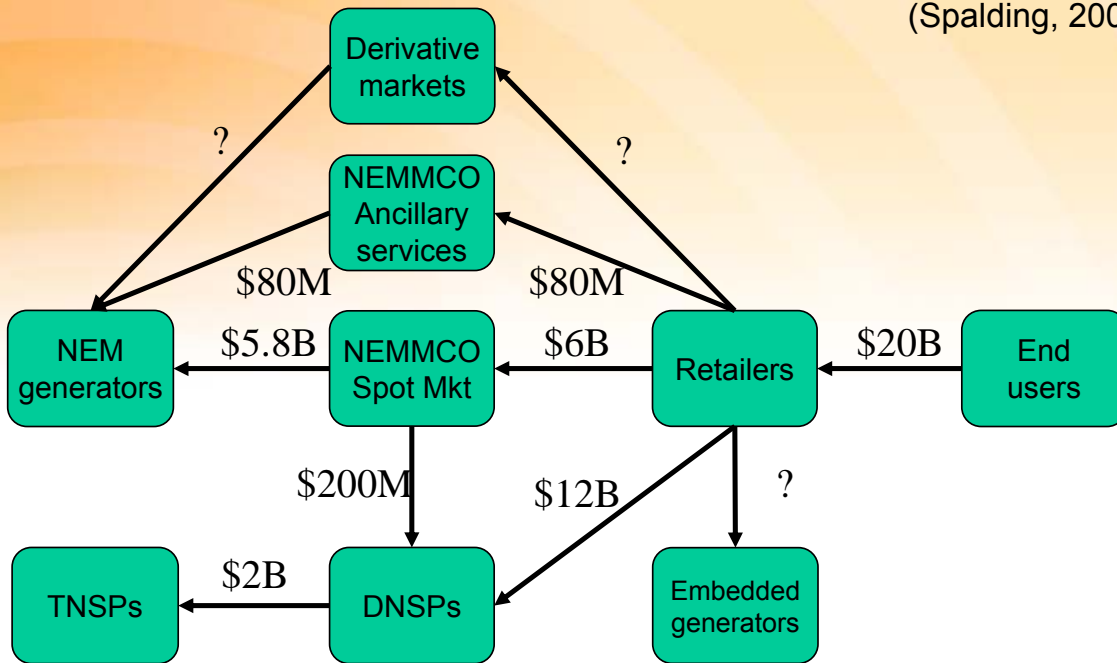 (Spalding, 200
Derivative
markets
?
?
NEMMCO
Ancillary
services
$80M
$80M
NEM
generators
$5.8B
NEMMCO
Spot Mkt
$6B
Retailers
$20B
End
users
$200M
$12B
?
TNSPs
$2B
DNSPs
Embedded
generators